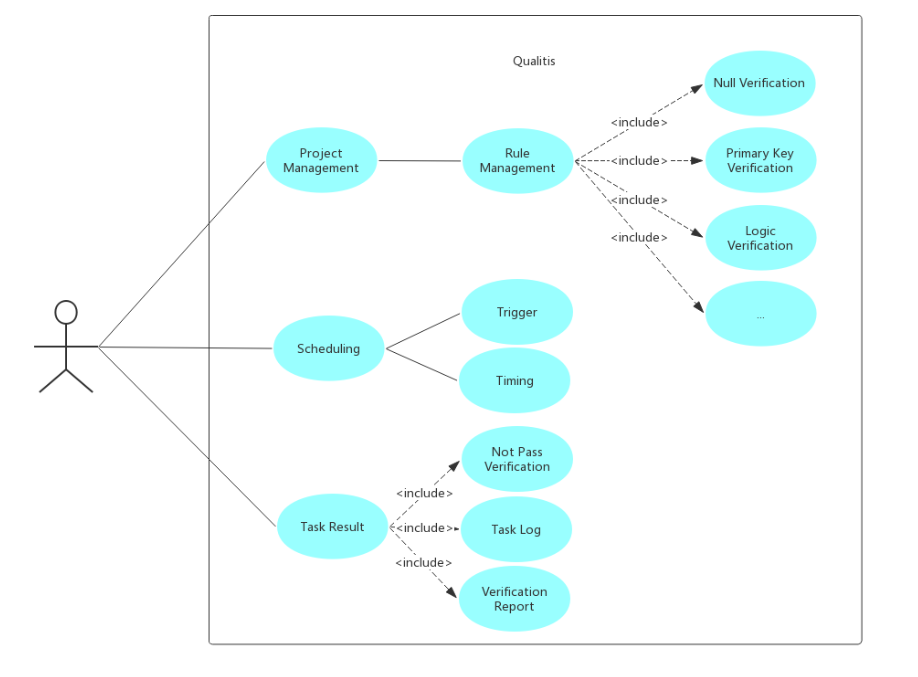 Qualitis
Null Verification
<include>
Project
Management
Rule
Management
<include>
Primary Key
Verification
<include>
Logic
Verification
<include>
...
Trigger
Scheduling
Timing
Not Pass
Verification
<include>
Task Result
<include>
Task Log
<include>
Verification
Report